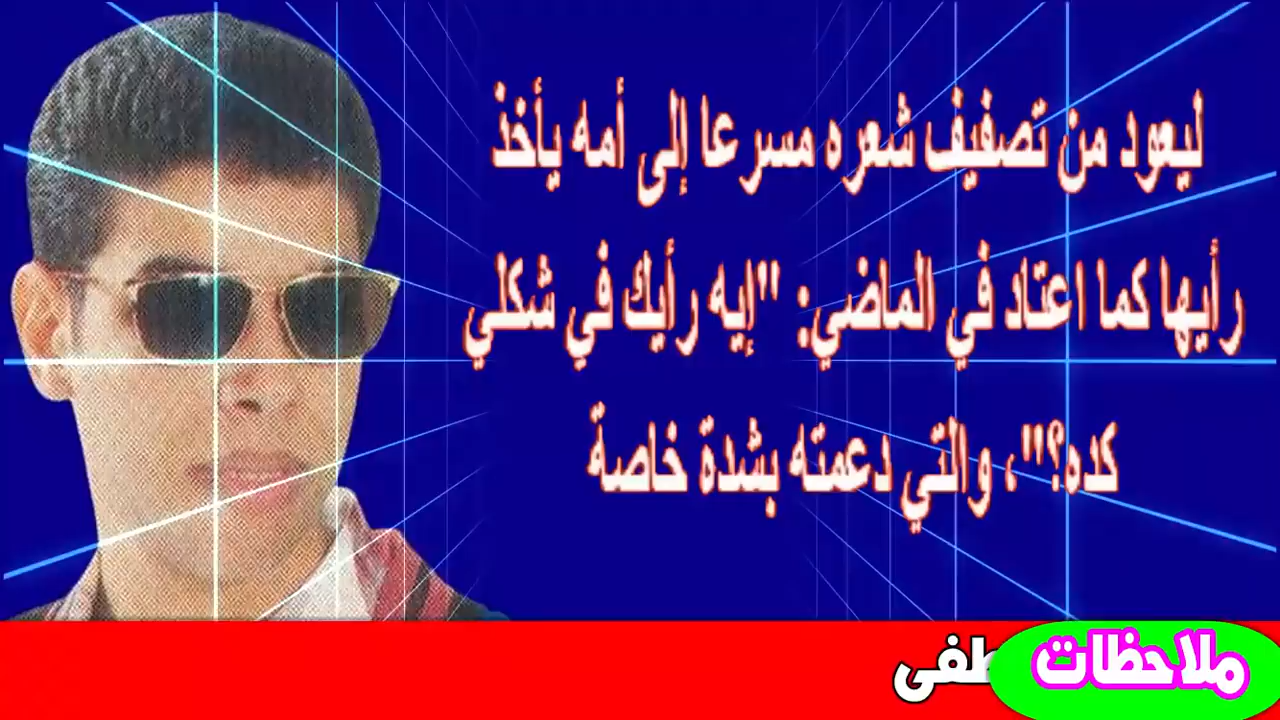 ليعود من تصفيف شعره مسرعا إلى أمه يأخذ
رأيها كما اعتاد في الماضي: "إيه رأيك في شكلي
كده؟"، والتي دعمته بشدة خاصة
ملاحظات